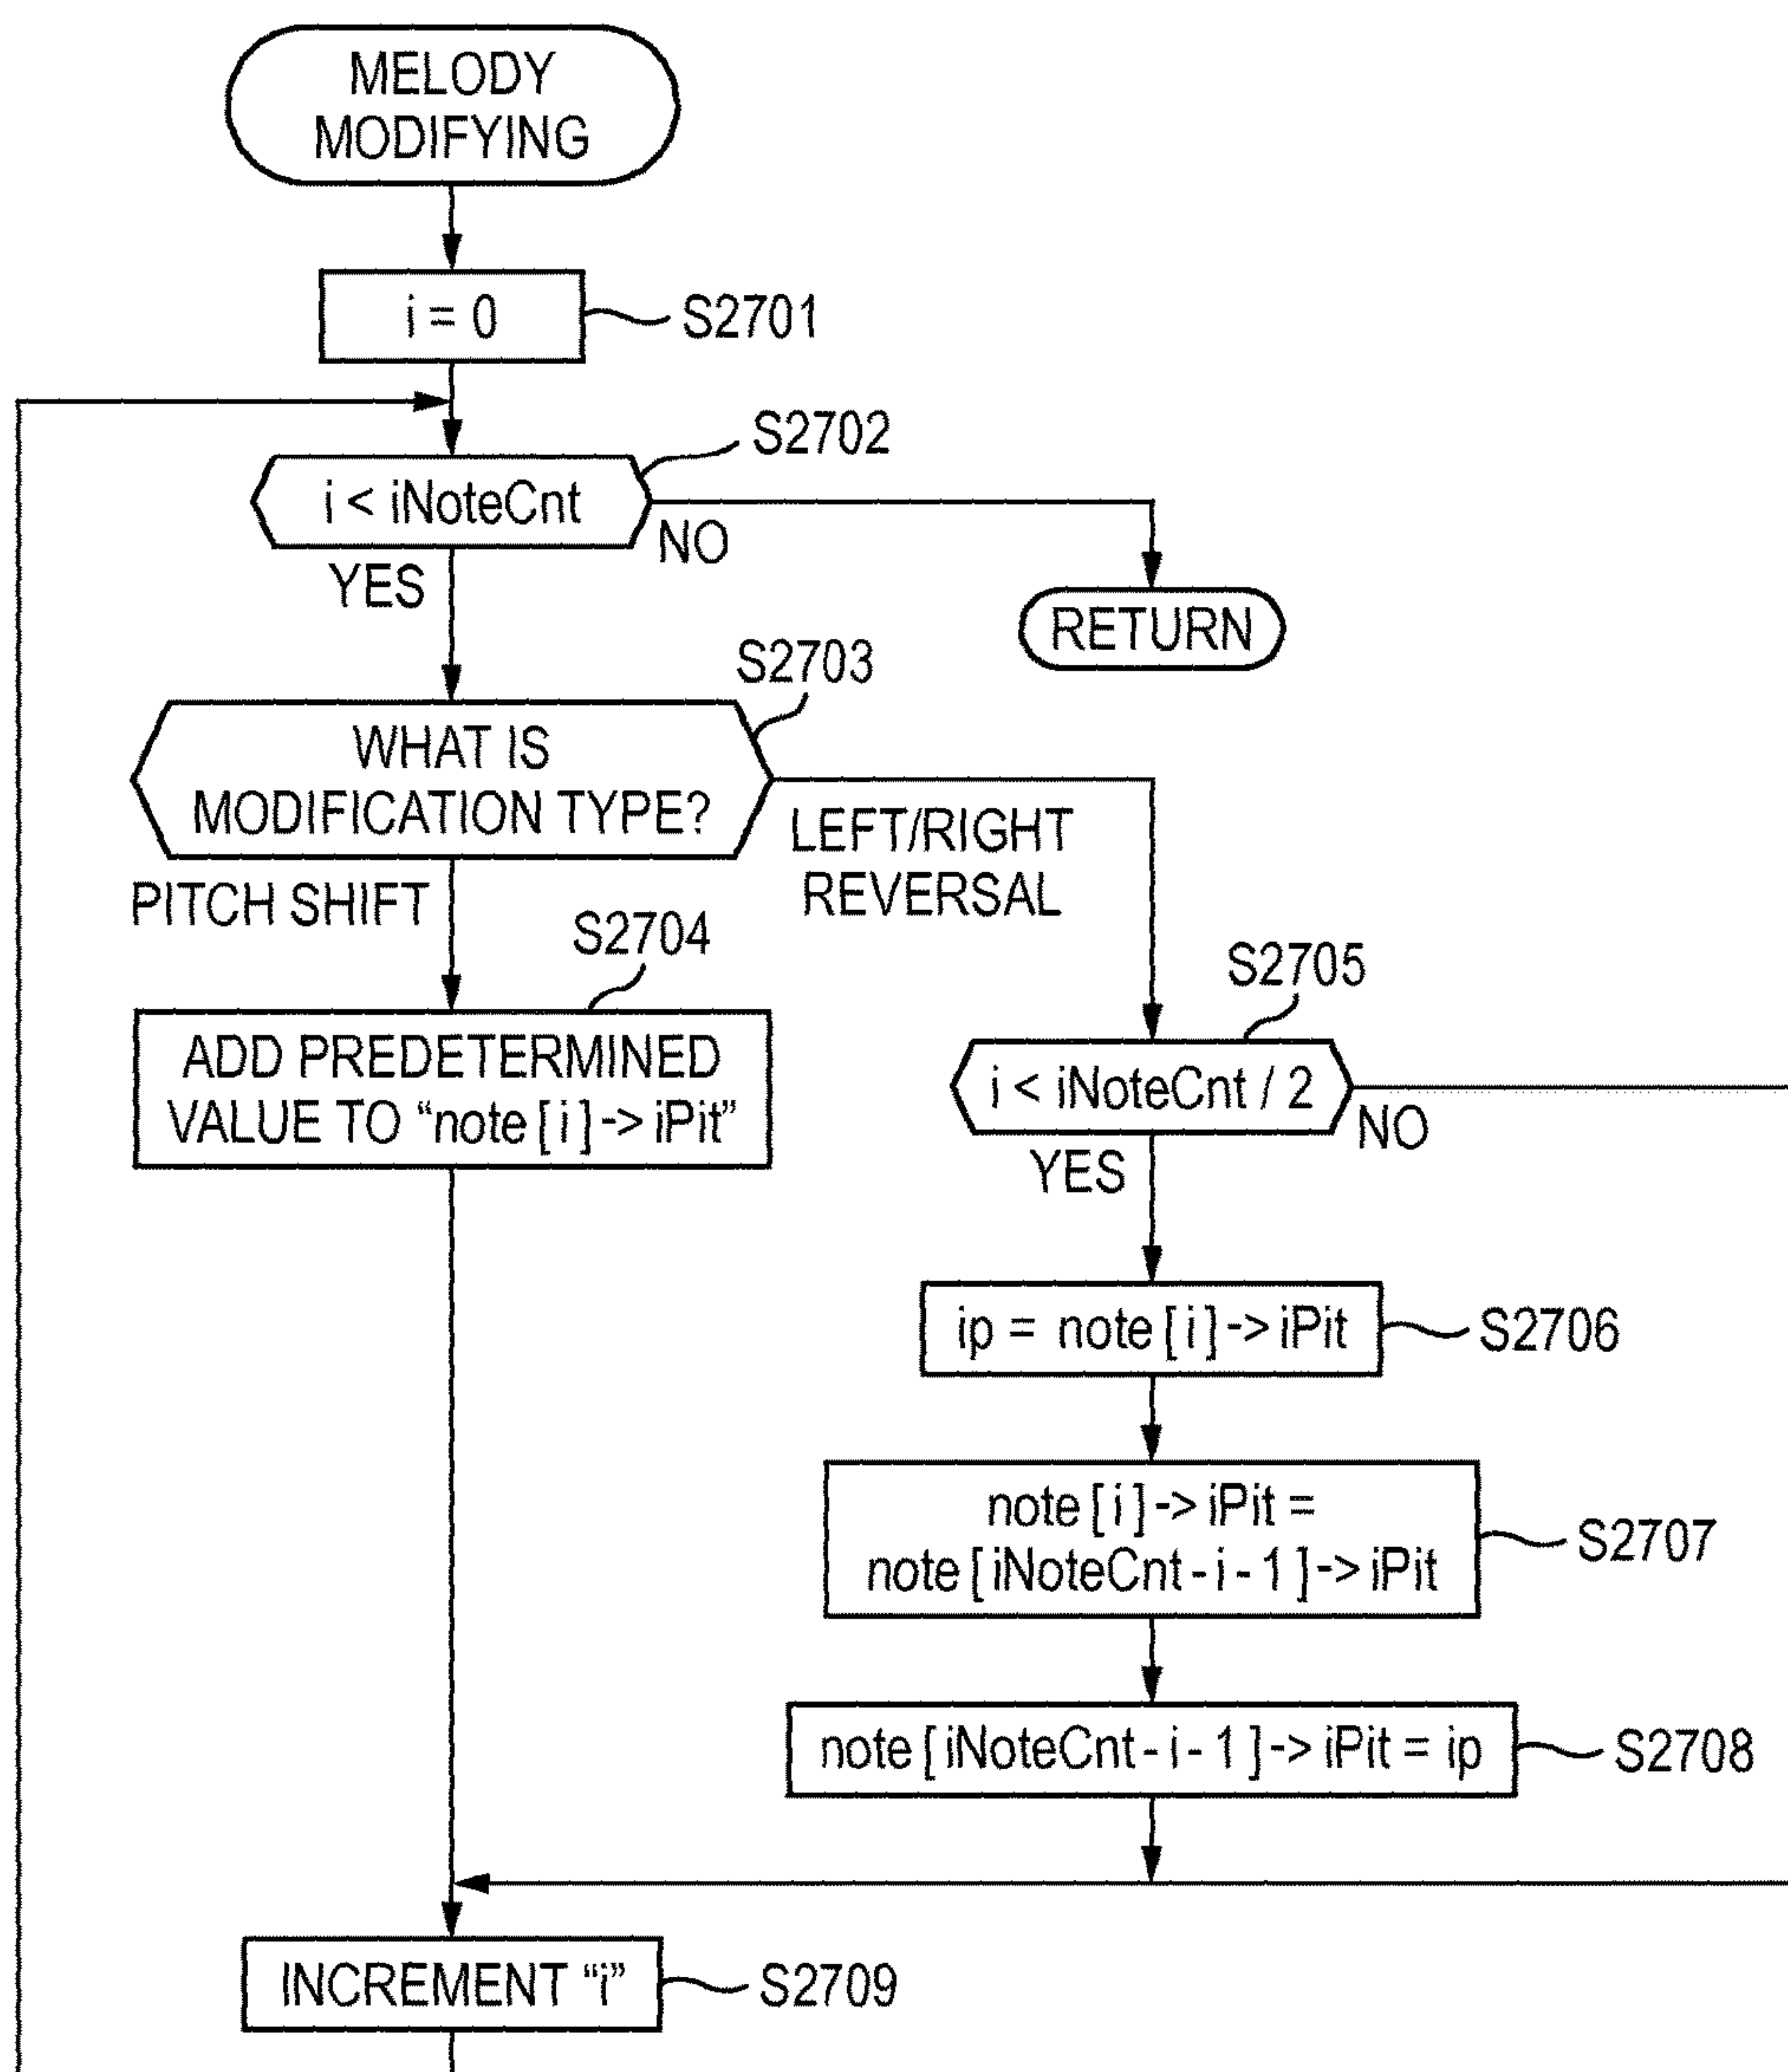 MELODY
MODIFYING
i = 0
S2701
S2702
i < iNoteCnt
NO
YES
RETURN
S2703
WHAT IS
MODIFICATION TYPE?
LEFT/RIGHT
REVERSAL
PITCH SHIFT
S2704
ADD PREDETERMINED
VALUE TO “note [ i ] -> iPit”
S2705
i < iNoteCnt / 2
NO
YES
ip = note [ i ] -> iPit
S2706
note [ i ] -> iPit =
note [ iNoteCnt - i - 1 ] -> iPit
S2707
note [ iNoteCnt - i - 1 ] -> iPit = ip
S2708
INCREMENT “i”
S2709